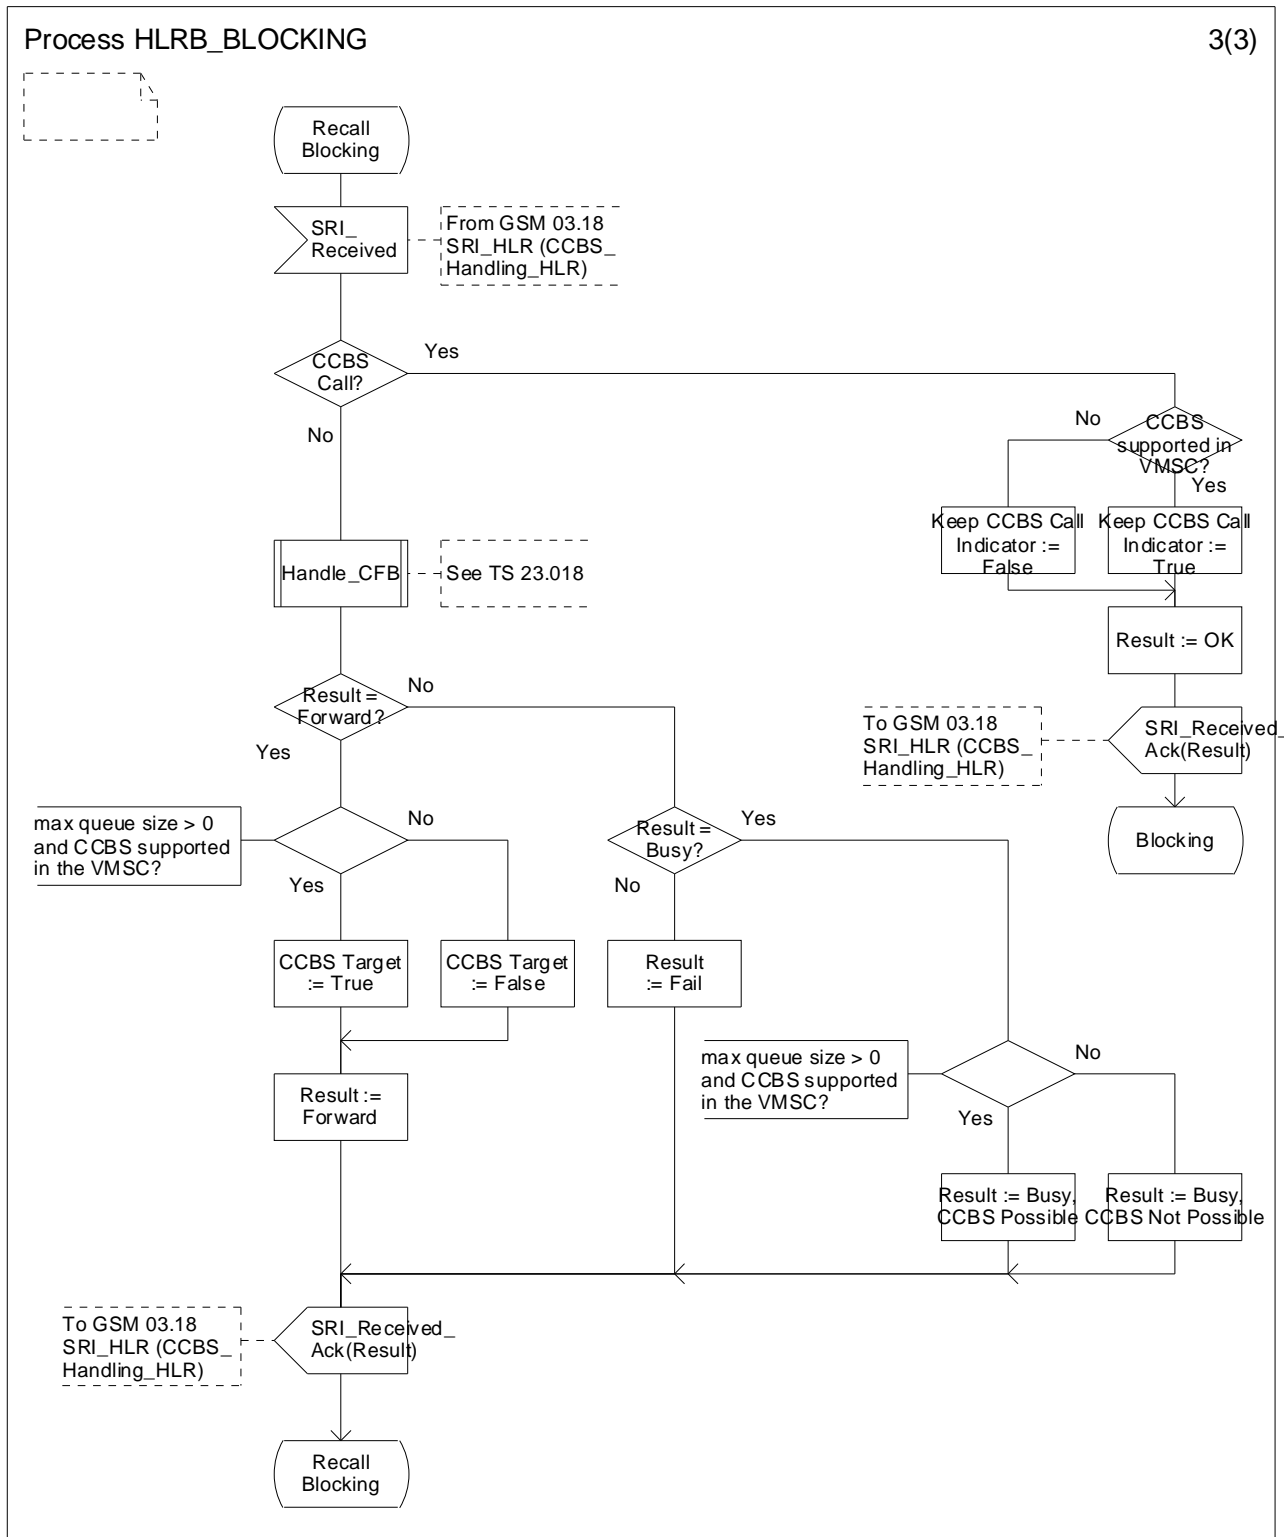 Process HLRB_BLOCKING
3(3)
Recall
Blocking
SRI_
Received
From GSM 03.18
SRI_HLR (CCBS_
Handling_HLR)
CCBS
Call?
Yes
No
CCBS
supported in
VMSC?
No
Yes
Keep CCBS Call
Indicator :=
False
Keep CCBS Call
Indicator :=
True
Handle_CFB
See TS 23.018
Result := OK
Result =
Forward?
No
Yes
To GSM 03.18
SRI_HLR (CCBS_
Handling_HLR)
SRI_Received_
Ack(Result)
max queue size > 0
and CCBS supported
in the VMSC?
No
Yes
Result =
Busy?
Yes
No
Blocking
CCBS Target
:= True
CCBS Target
:= False
Result
:= Fail
max queue size > 0
and CCBS supported
in the VMSC?
No
Yes
Result :=
Forward
Result := Busy,
CCBS Possible
Result := Busy,
CCBS Not Possible
To GSM 03.18
SRI_HLR (CCBS_
Handling_HLR)
SRI_Received_
Ack(Result)
Recall
Blocking